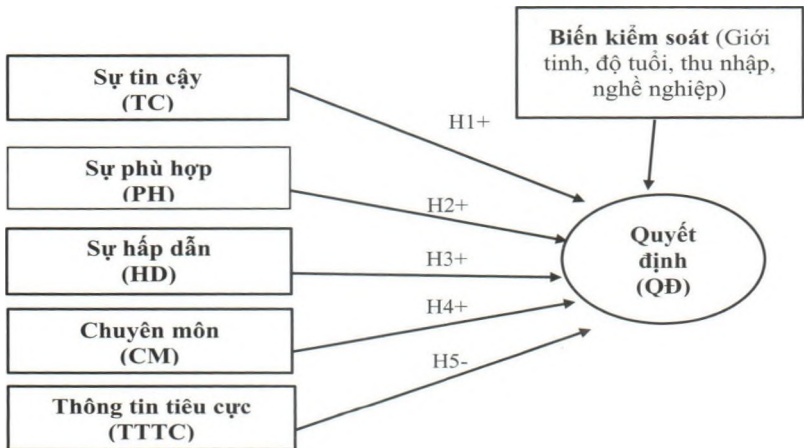 Biến kiểm soát (Giới
tinh, độ tuổi, thu nhập,
nghề nghiệp)
Sự tin cậy
(TC)
H1+
Sự phù hợp
(PH)
H2+
Sự hấp dẫn
(HD)
H3+
Quyết
định
(QĐ)
Chuyên môn
(CM)
H4+
H5-
Thông tin tiêu cực
(TTTC)